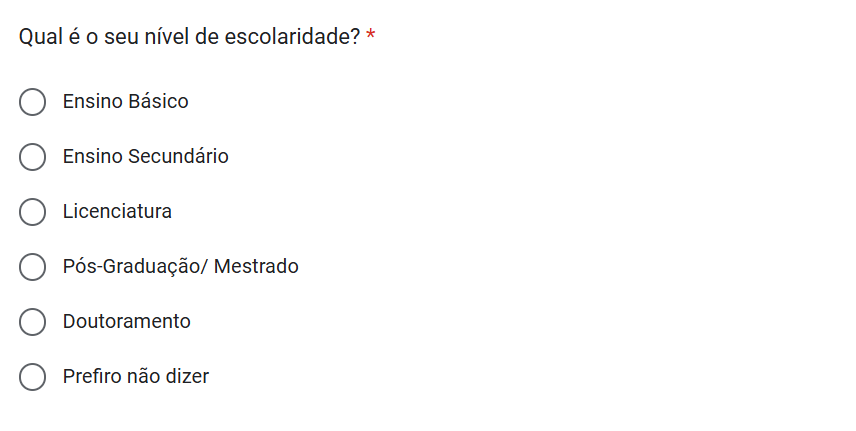 Qual é o seu nível de escolaridade? *
Ensino Básico
Ensino Secundário
Licenciatura
Pós-Graduação/ Mestrado
Doutoramento
Prefiro não dizer